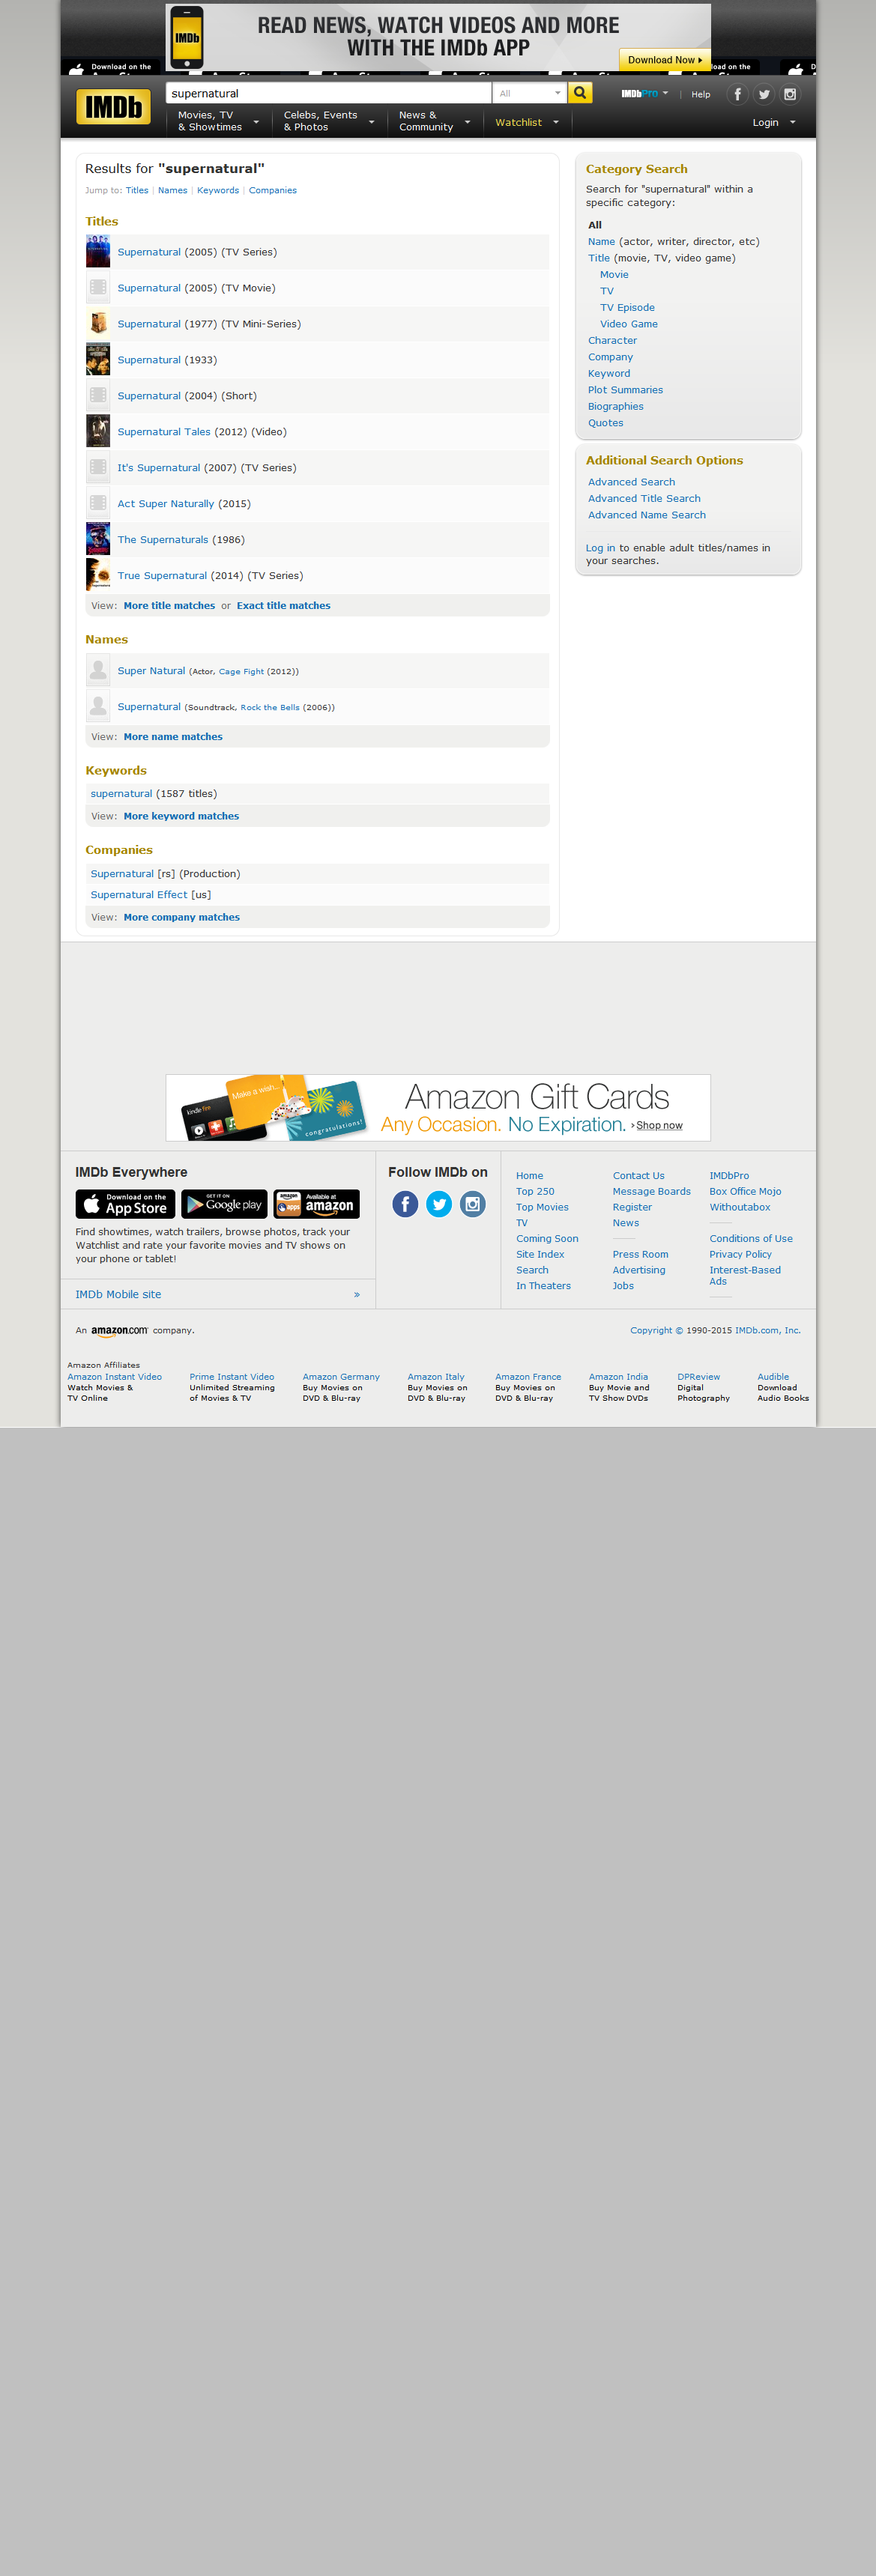 READ NEWS, WATCH VIDEOS AND MORE
WITH THE IMDb APP
IMDb
Download Now
Download on the
IMDb
supernatural
All
IMDbPro
|
Help
Movies, TV
& Showtimes
Celebs, Events
& Photos
News &
Community
Watchlist
Login
Results for "supernatural"
Jump to: Titles | Names | Keywords | Companies
Titles
Supernatural (2005) (TV Series)
Supernatural (2005) (TV Movie)
Supernatural (1977) (TV Mini-Series)
Supernatural (1933)
Supernatural (2004) (Short)
Supernatural Tales (2012) (Video)
It's Supernatural (2007) (TV Series)
Act Super Naturally (2015)
The Supernaturals (1986)
True Supernatural (2014) (TV Series)
View: More title matches or Exact title matches
Names
Super Natural (Actor, Cage Fight (2012))
Supernatural (Soundtrack, Rock the Bells (2006))
View: More name matches
Keywords
supernatural (1587 titles)
View: More keyword matches
Companies
Supernatural [rs] (Production)
Supernatural Effect [us]
View: More company matches
Category Search
Search for "supernatural" within a
specific category:
All
Name (actor, writer, director, etc)
Title (movie, TV, video game)
Movie
TV
TV Episode
Video Game
Character
Company
Keyword
Plot Summaries
Biographies
Quotes
Additional Search Options
Advanced Search
Advanced Title Search
Advanced Name Search
Log in to enable adult titles/names in
your searches.
kindle fire
Make a wish...
congratulations!
Amazon Gift Cards
Any Occasion. No Expiration. › Shop now
IMDb Everywhere
Download on the
App Store
GET IT ON
Google play
amazon
apps
Available at
amazon
Find showtimes, watch trailers, browse photos, track your
Watchlist and rate your favorite movies and TV shows on
your phone or tablet!
IMDb Mobile site »
Follow IMDb on
Home
Top 250
Top Movies
TV
Coming Soon
Site Index
Search
In Theaters
Contact Us
Message Boards
Register
News
Press Room
Advertising
Jobs
IMDbPro
Box Office Mojo
Withoutabox
Conditions of Use
Privacy Policy
Interest-Based
Ads
An amazon.com company.
Copyright © 1990-2015 IMDb.com, Inc.
Amazon Affiliates
Amazon Instant Video
Watch Movies &
TV Online
Prime Instant Video
Unlimited Streaming
of Movies & TV
Amazon Germany
Buy Movies on
DVD & Blu-ray
Amazon Italy
Buy Movies on
DVD & Blu-ray
Amazon France
Buy Movies on
DVD & Blu-ray
Amazon India
Buy Movie and
TV Show DVDs
DPReview
Digital
Photography
Audible
Download
Audio Books